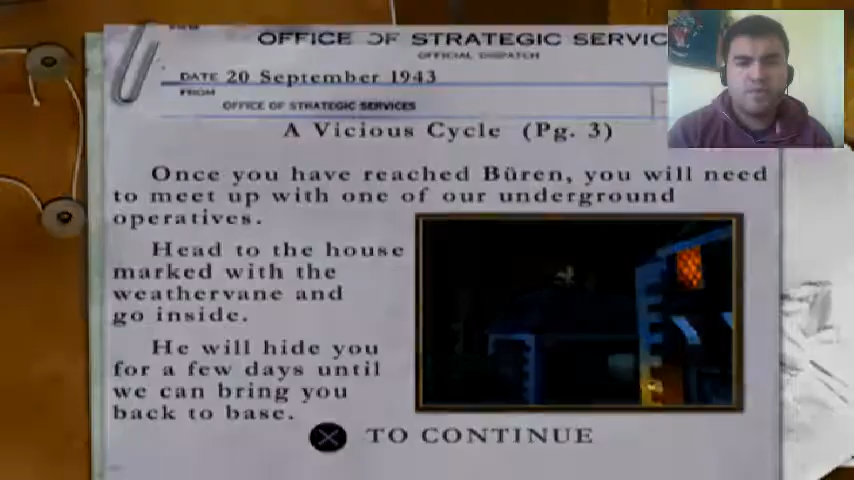 OFFICE OF STRATEGIC SERVIC
OFFICIAL DISPATCH
DATE 20 September 1943
FROM
OFFICE OF STRATEGIC SERVICES
A Vicious Cycle (Pg. 3)
Once you have reached Büren, you will need
to meet up with one of our underground
operatives.
Head to the house
marked with the
weathervane and
go inside.
He will hide you
for a few days until
we can bring you
back to base.
TO CONTINUE